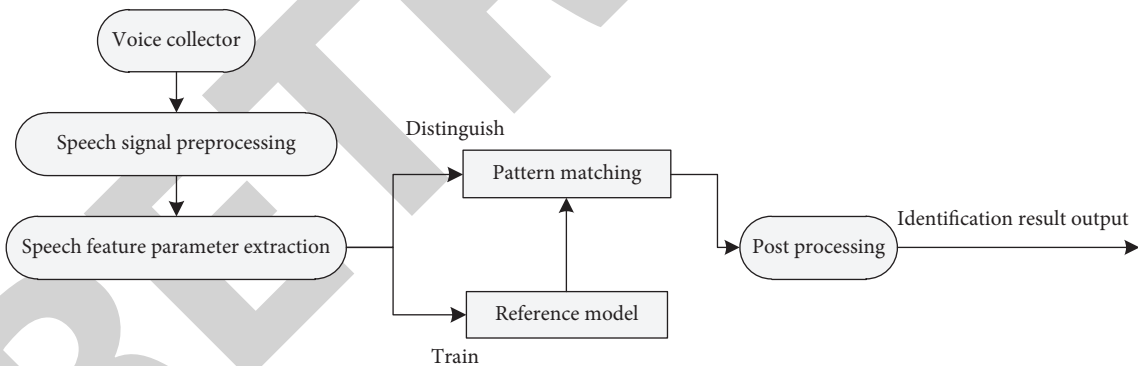 Voice collector
Speech signal preprocessing
Distinguish
Pattern matching
Speech feature parameter extraction
Identification result output
Post processing
Reference model
Train